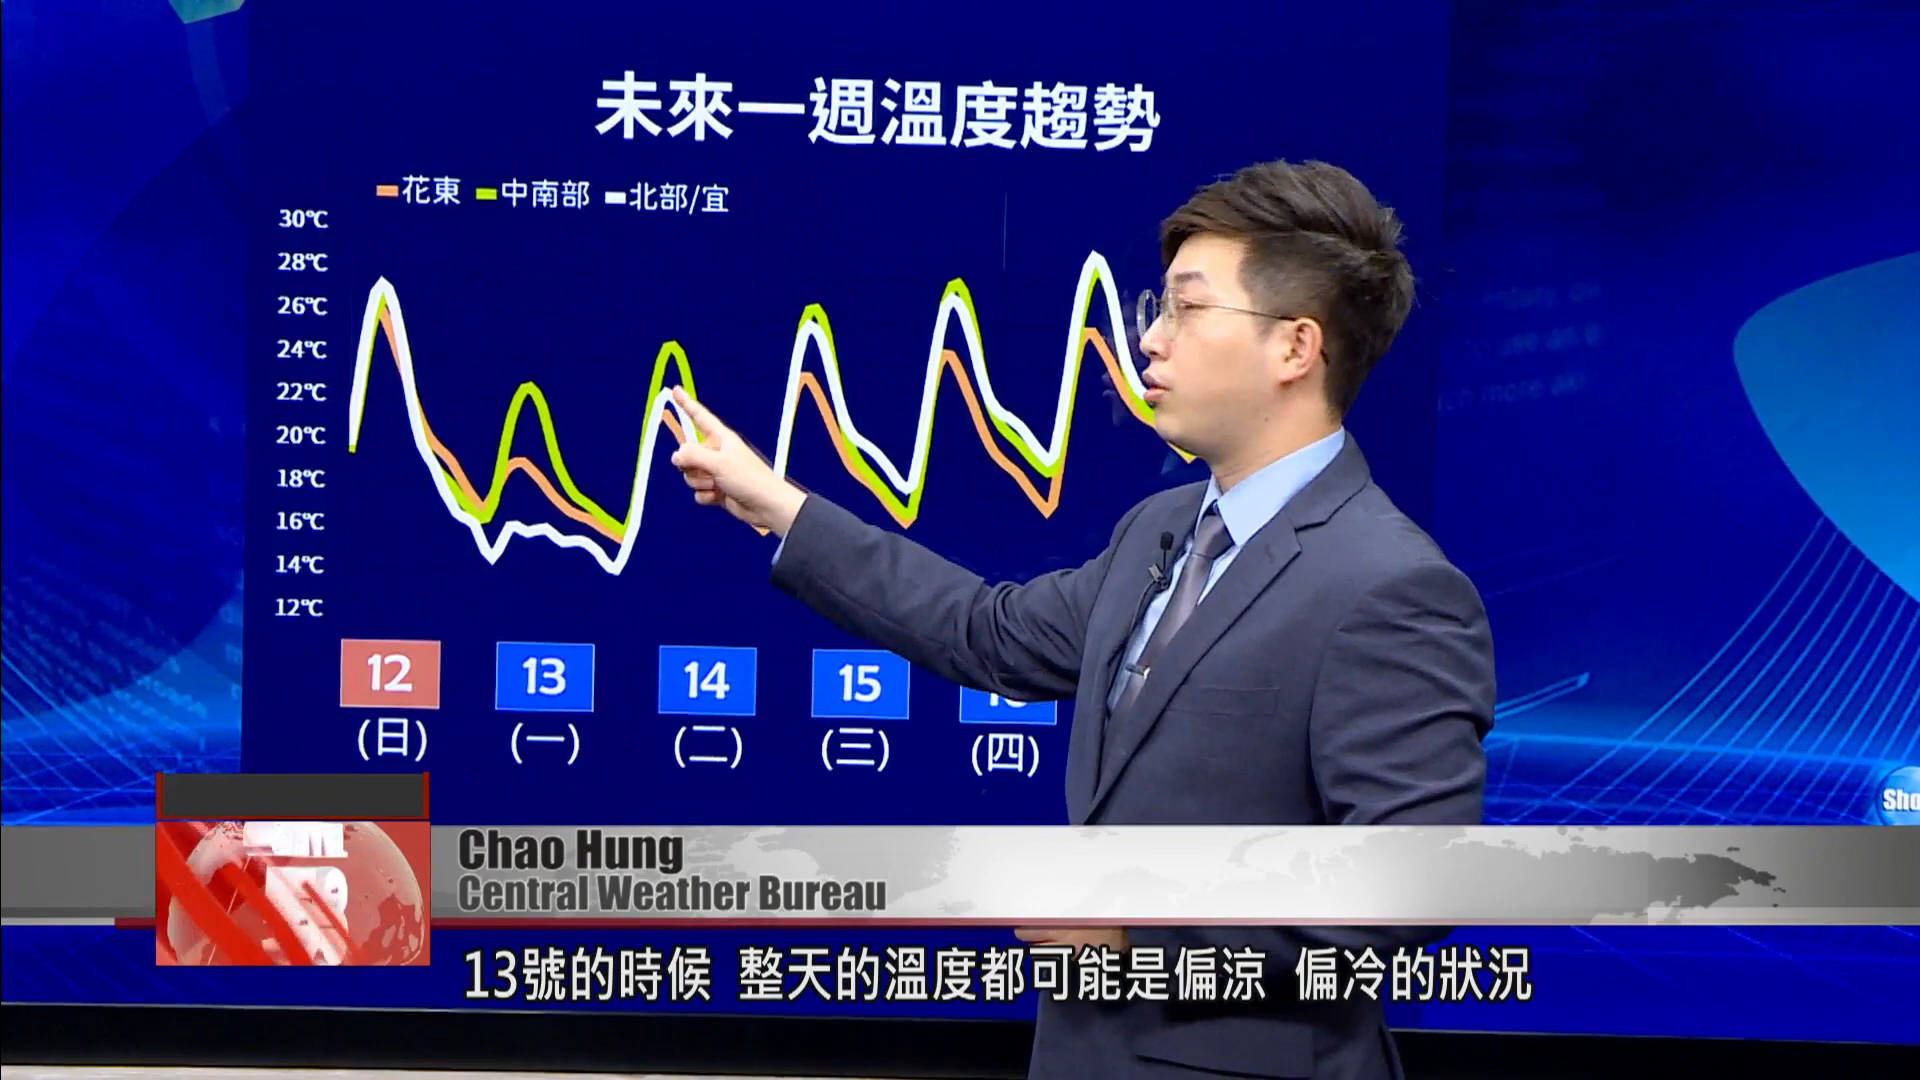 未來一週溫度趨勢
花東 中南部 北部/宜
30℃
28℃
26℃
24℃
22℃
20℃
18℃
16℃
14℃
12℃
12 13 14 15
(日) (一) (二) (三) (四)
Sho
Chao Hung
Central Weather Bureau
13號的時候 整天的溫度都可能是偏涼 偏冷的狀況